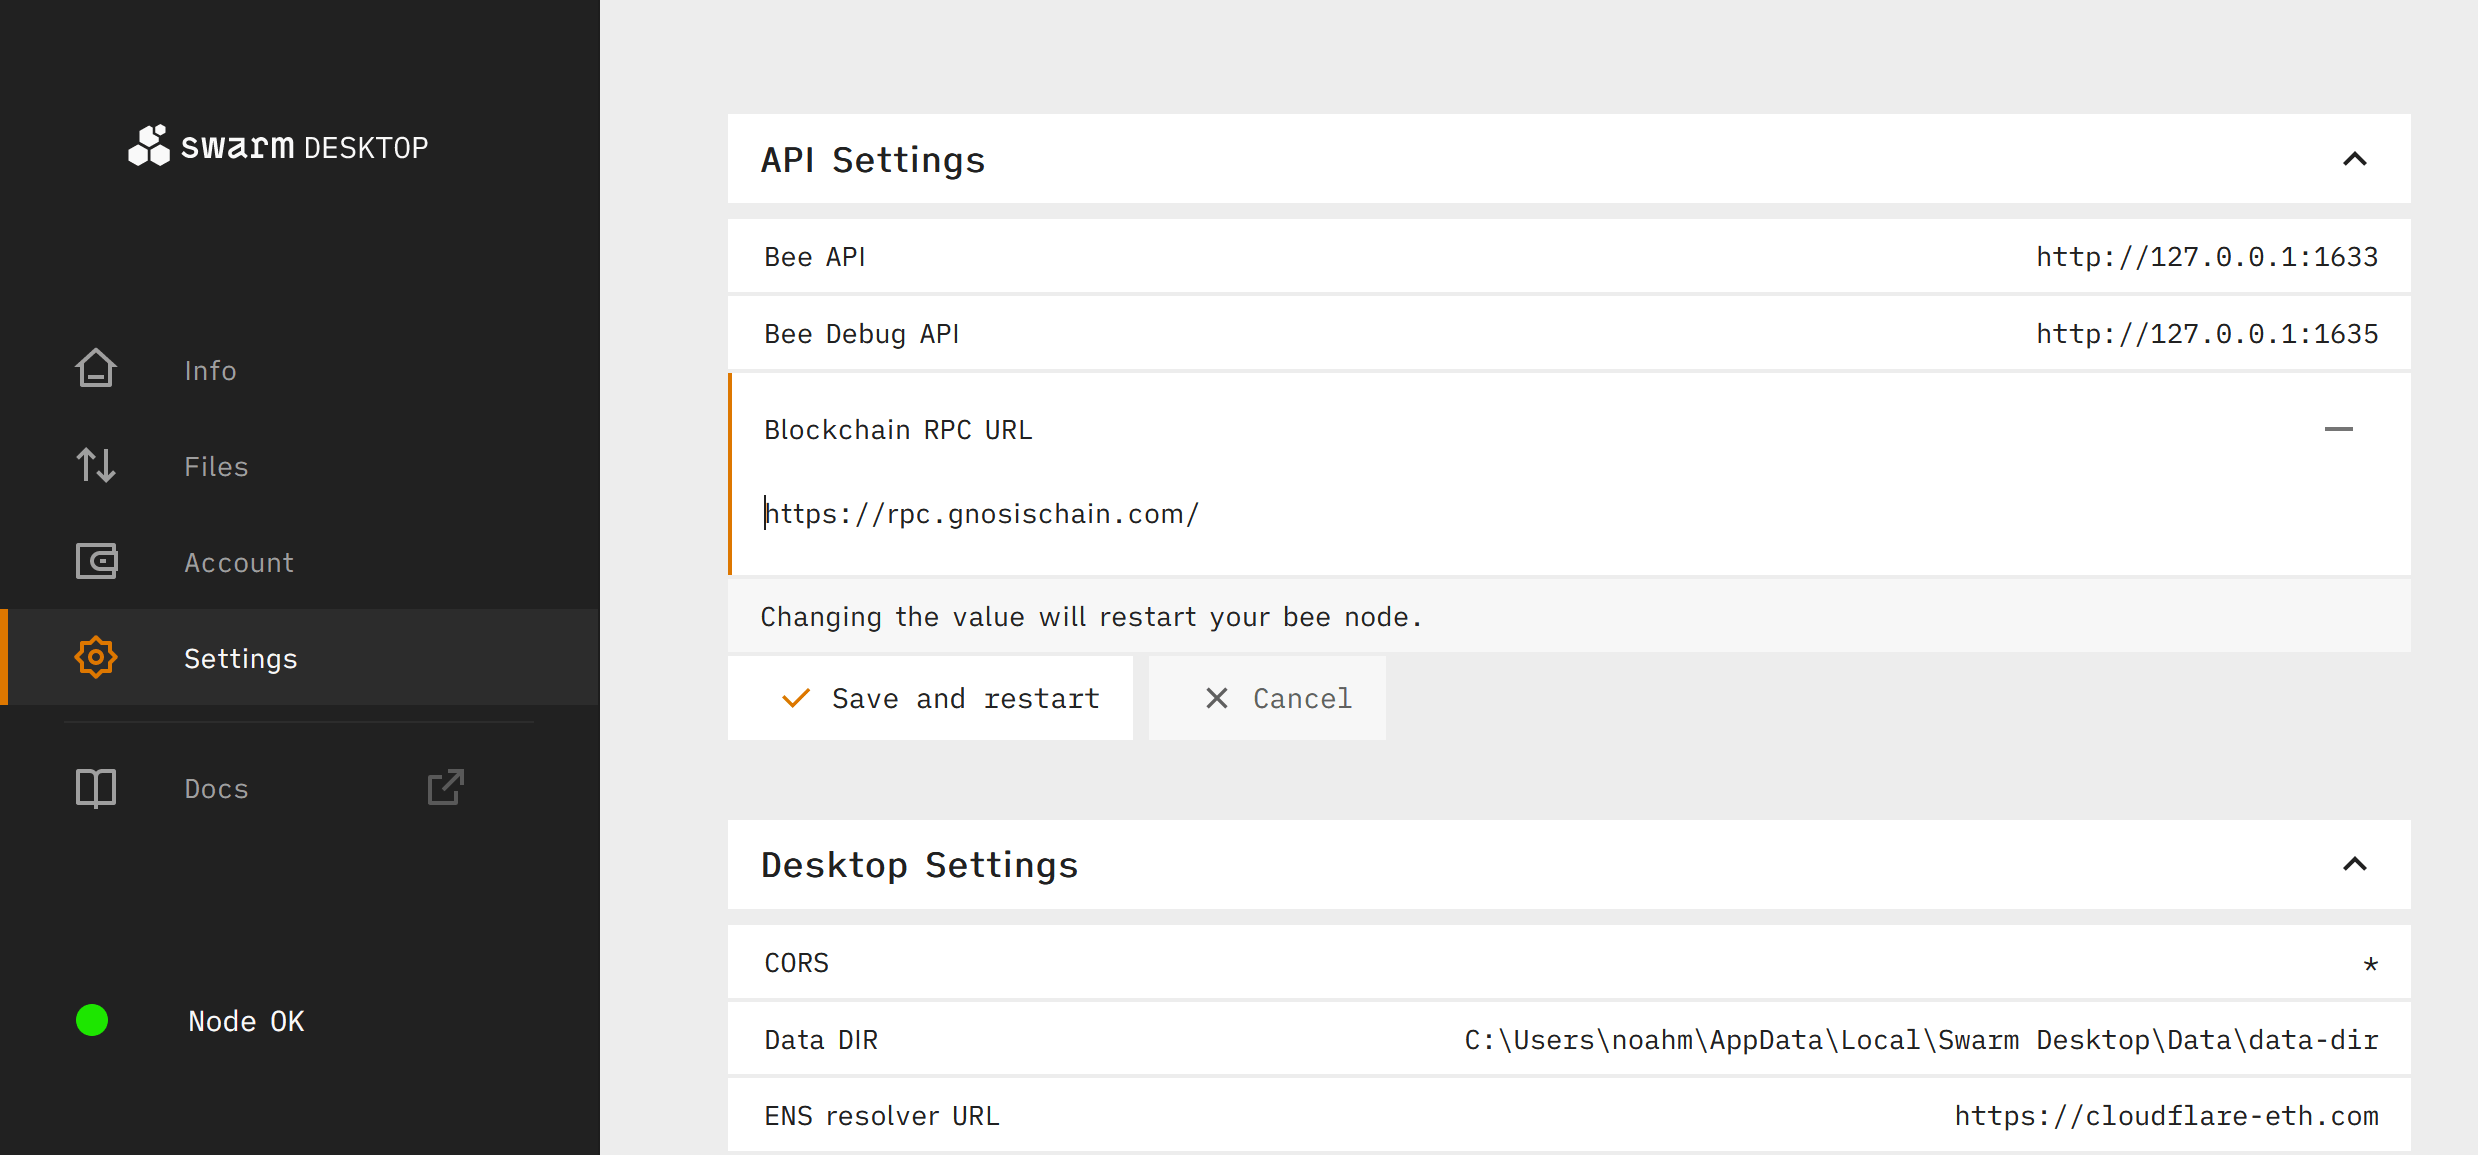 swarm DESKTOP
Info
Files
Account
Settings
Docs
Node OK
API Settings
Bee API http://127.0.0.1:1633
Bee Debug API http://127.0.0.1:1635
Blockchain RPC URL
https://rpc.gnosischain.com/
Changing the value will restart your bee node.
Save and restart Cancel
Desktop Settings
CORS *
Data DIR C:\Users\noahm\AppData\Local\Swarm Desktop\Data\data-dir
ENS resolver URL https://cloudflare-eth.com